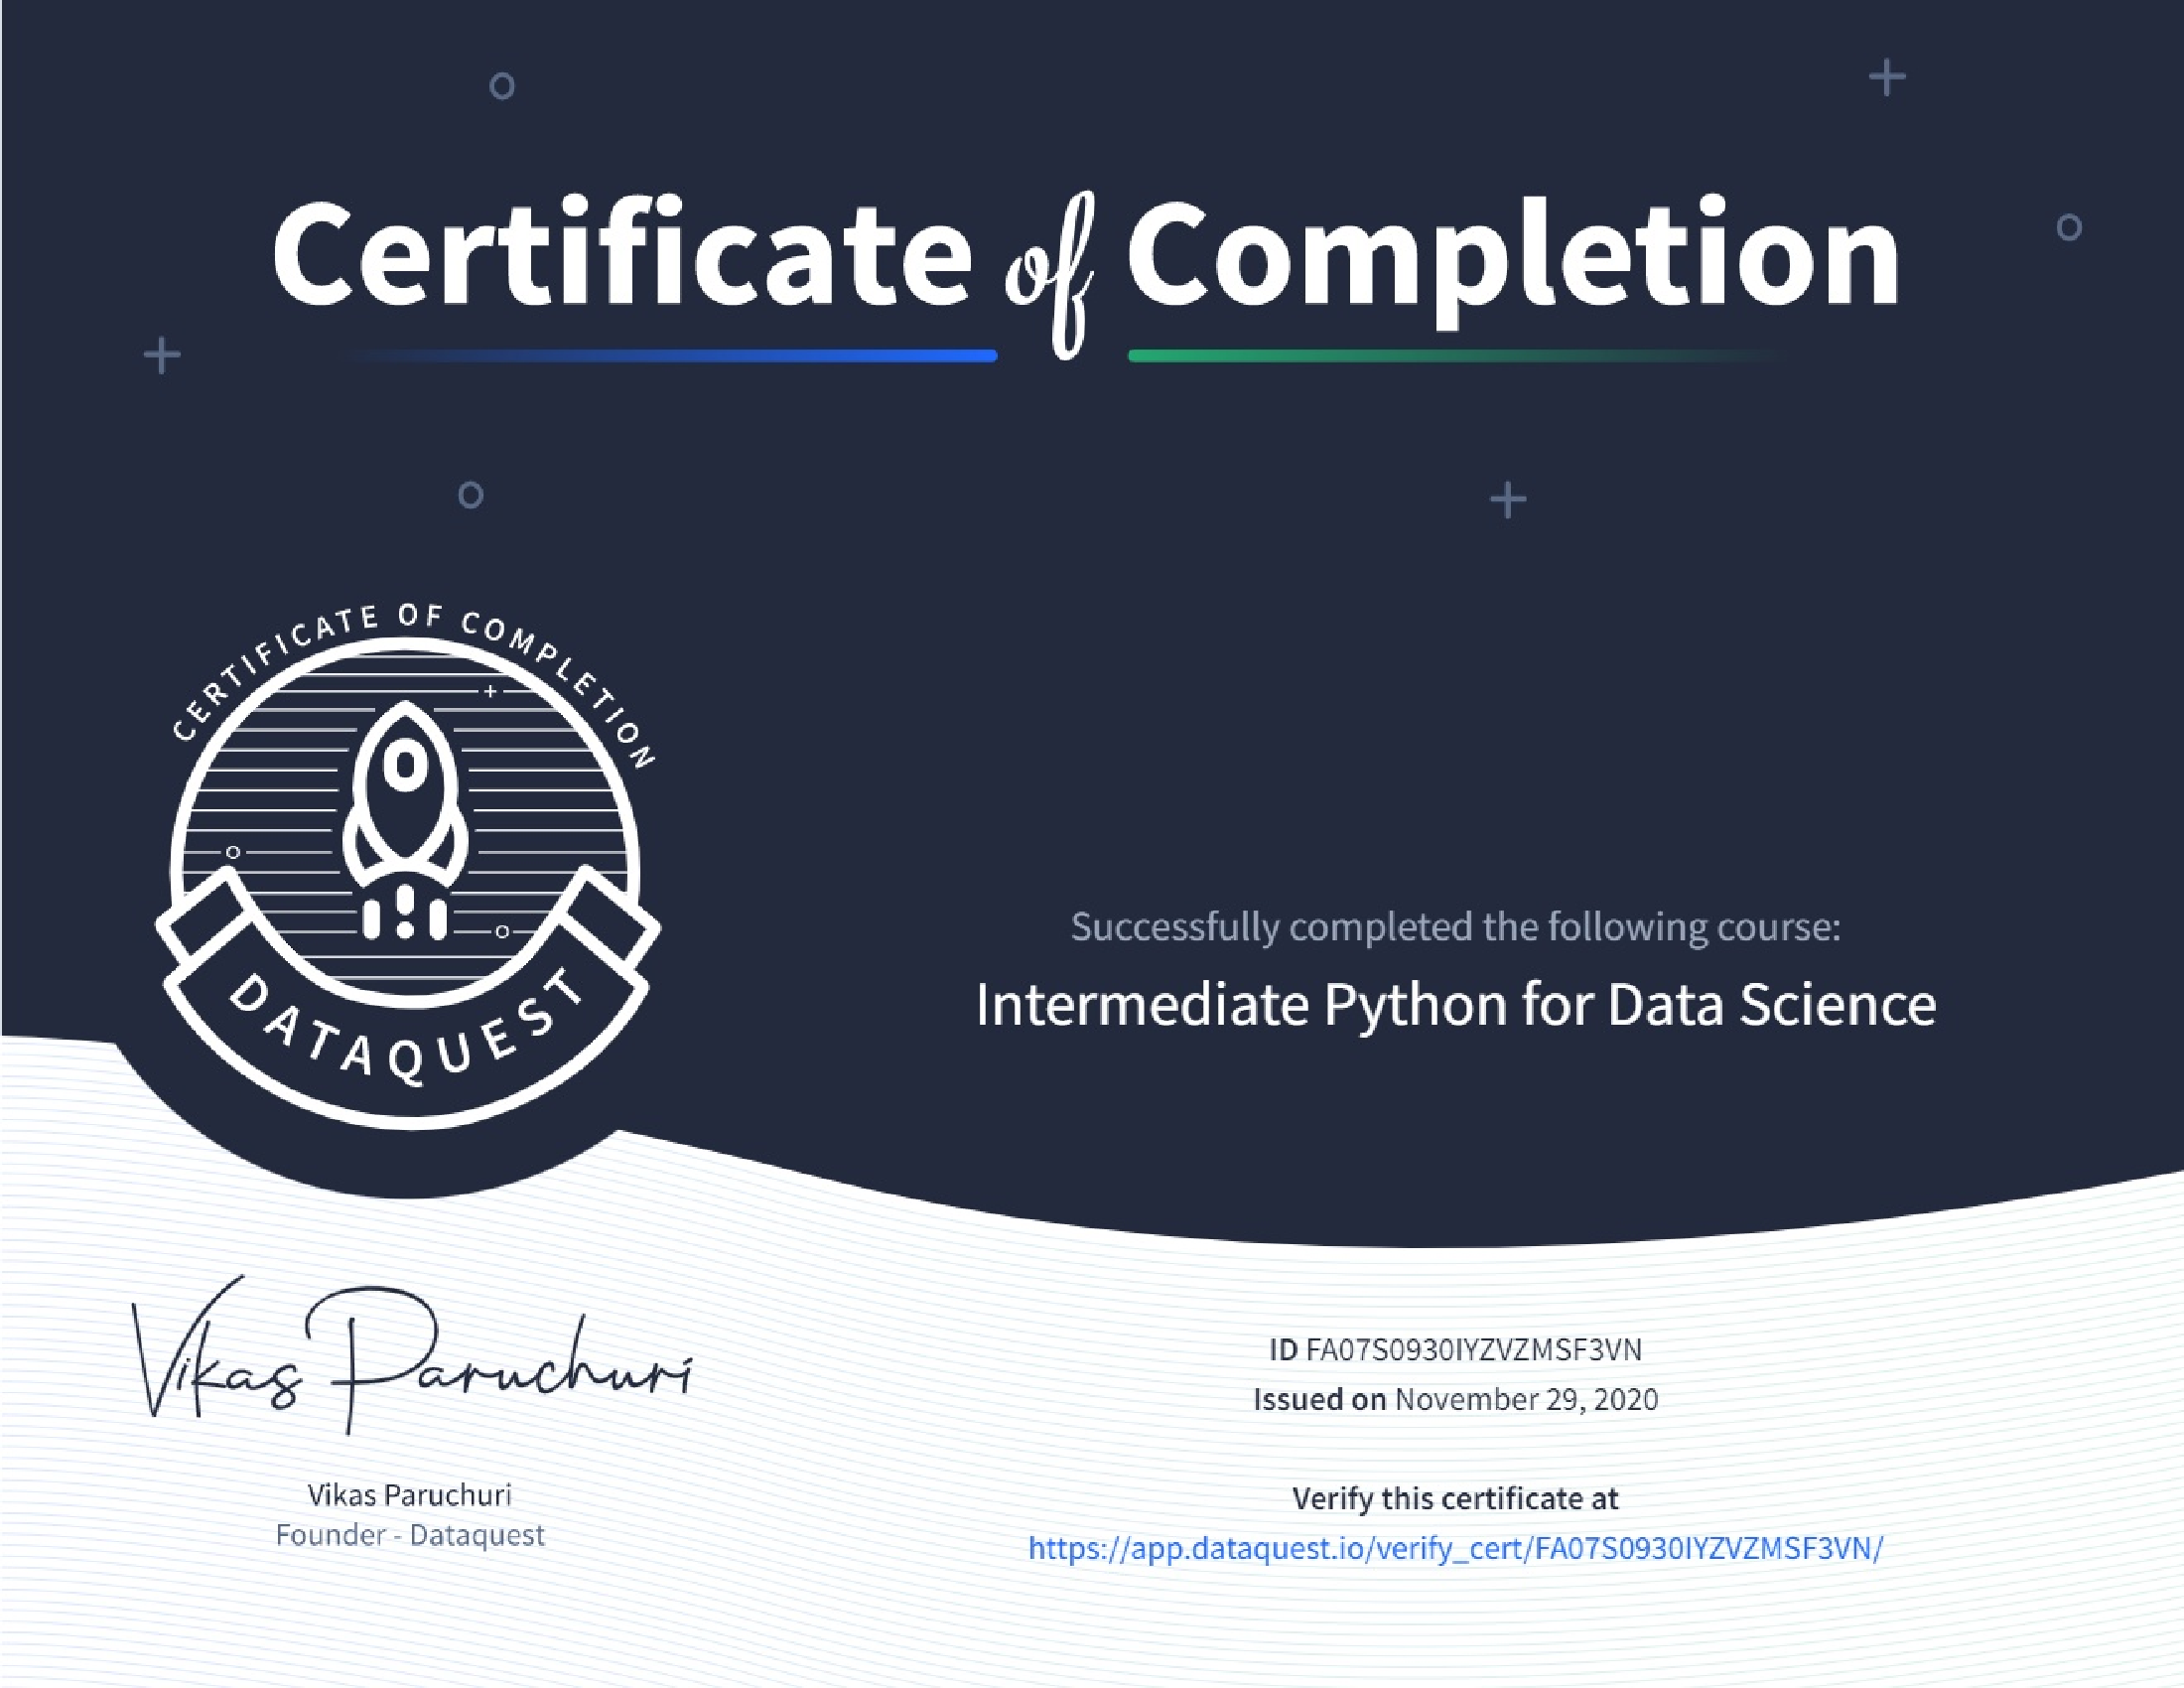 Certificate of Completion
CERTIFICATE OF COMPLETION
DATAQUEST
Successfully completed the following course:
Intermediate Python for Data Science
Vikas Paruchuri
Vikas Paruchuri
Founder - Dataquest
ID FA07S0930IYZVZMSF3VN
Issued on November 29, 2020
Verify this certificate at
https://app.dataquest.io/verify_cert/FA07S0930IYZVZMSF3VN/